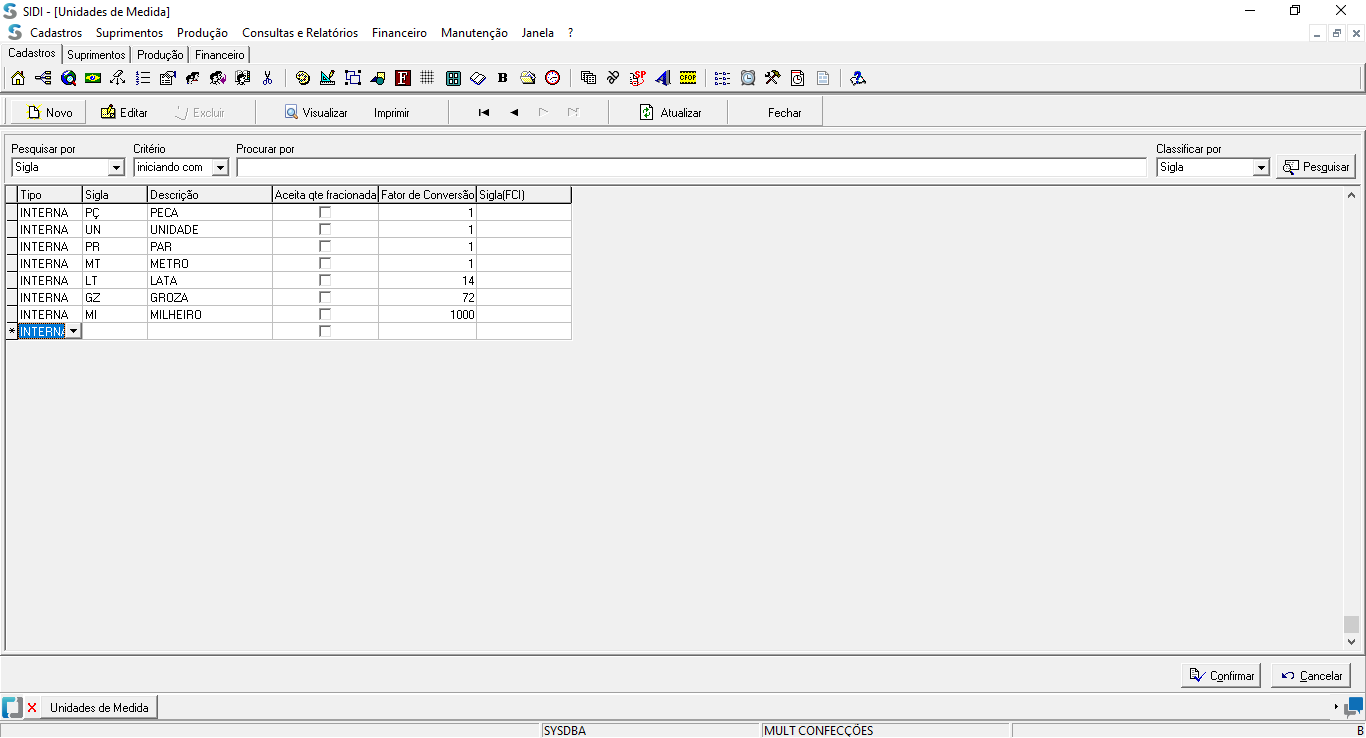 SIDI - [Unidades de Medida]
Cadastros Suprimentos Produção Consultas e Relatórios Financeiro Manutenção Janela ?
Cadastros Suprimentos Produção Financeiro
F B SP CFOP
Novo Editar Excluir Visualizar Imprimir Atualizar Fechar
Pesquisar por Critério Procurar por Classificar por
Sigla iniciando com Sigla Pesquisar
Tipo Sigla Descrição Aceita qte fracionada Fator de Conversão Sigla(FCI)
INTERNA PÇ PECA 1
INTERNA UN UNIDADE 1
INTERNA PR PAR 1
INTERNA MT METRO 1
INTERNA LT LATA 14
INTERNA GZ GROZA 72
INTERNA MI MILHEIRO 1000
* INTERNA
Confirmar Cancelar
Unidades de Medida
SYSDBA MULT CONFECÇÕES B